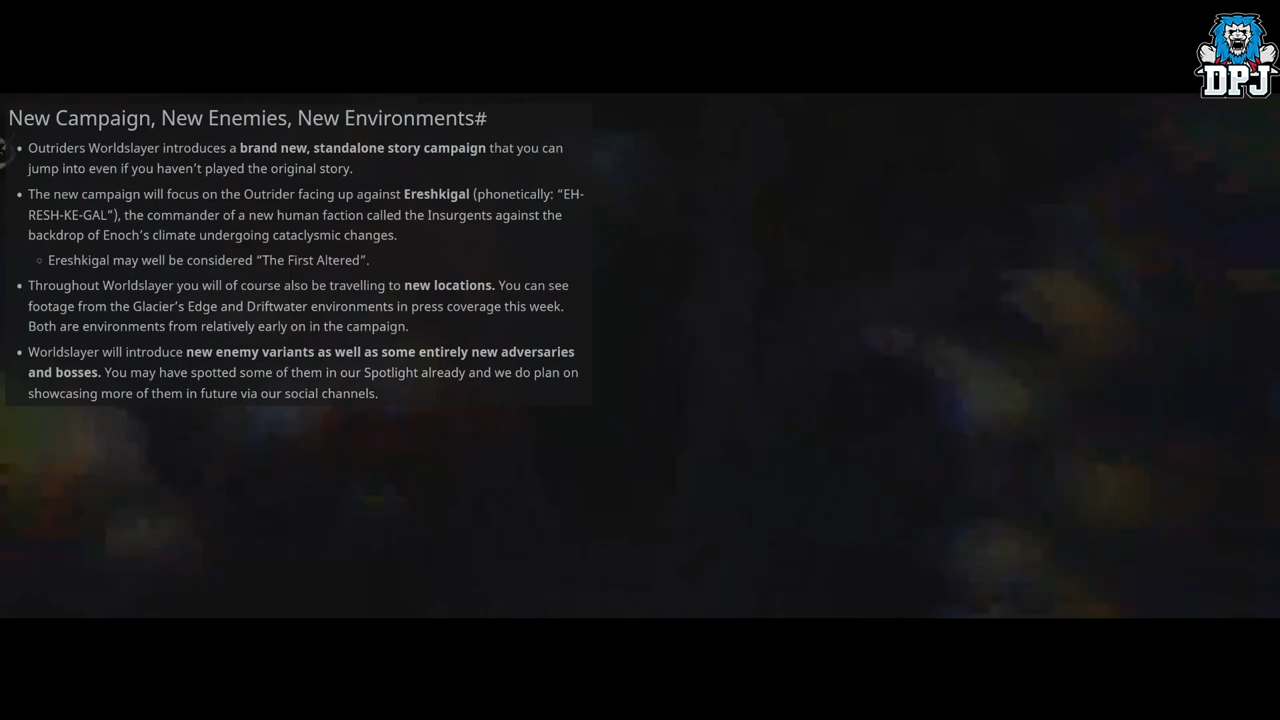 DPJ
New Campaign, New Enemies, New Environments#
• Outriders Worldslayer introduces a brand new, standalone story campaign that you can
jump into even if you haven’t played the original story.
• The new campaign will focus on the Outrider facing up against Ereshkigal (phonetically: “EH-
RESH-KE-GAL”), the commander of a new human faction called the Insurgents against the
backdrop of Enoch’s climate undergoing cataclysmic changes.
○ Ereshkigal may well be considered “The First Altered”.
• Throughout Worldslayer you will of course also be travelling to new locations. You can see
footage from the Glacier’s Edge and Driftwater environments in press coverage this week.
Both are environments from relatively early on in the campaign.
• Worldslayer will introduce new enemy variants as well as some entirely new adversaries
and bosses. You may have spotted some of them in our Spotlight already and we do plan on
showcasing more of them in future via our social channels.